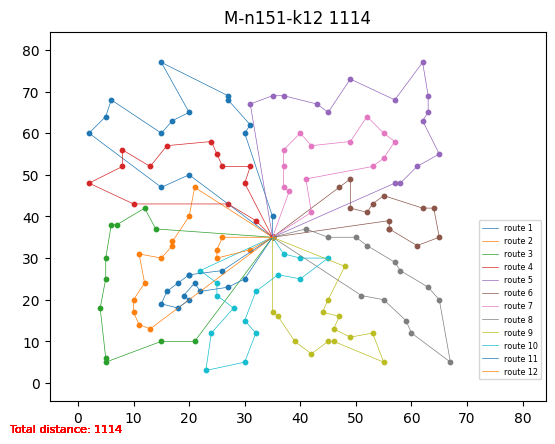 M-n151-k12 1114
80
70
60
50
40
30
20
10
0
0 10 20 30 40 50 60 70 80
route 1
route 2
route 3
route 4
route 5
route 6
route 7
route 8
route 9
route 10
route 11
route 12
Total distance: 1114